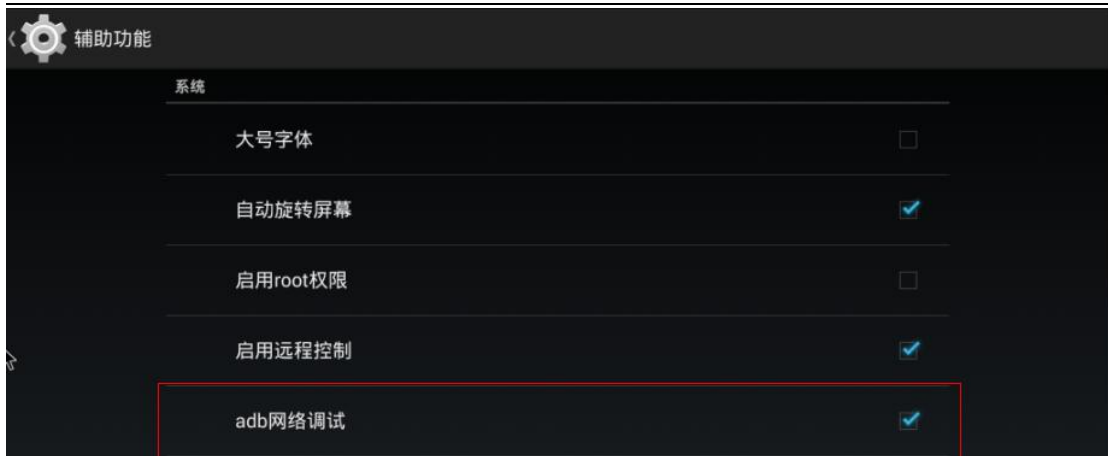 辅助功能
系统
大号字体
自动旋转屏幕
启用root权限
启用远程控制
adb网络调试